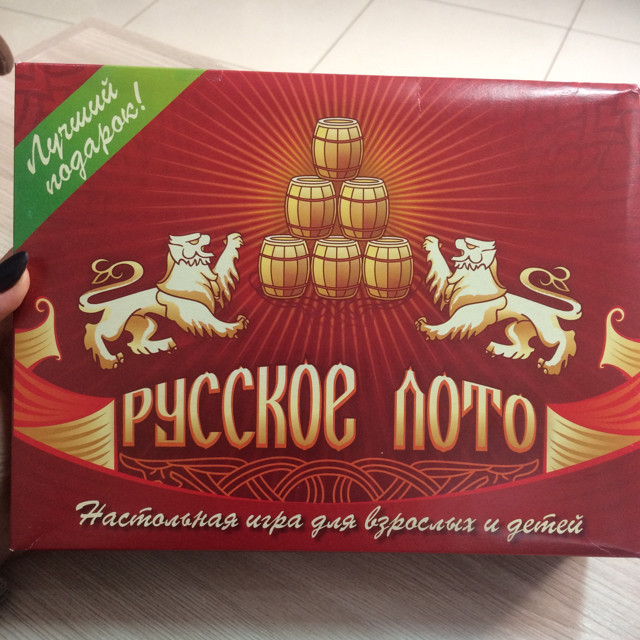 Лучший
подарок!
РУССКОЕ ЛОТО
Настольная игра для взрослых и детей